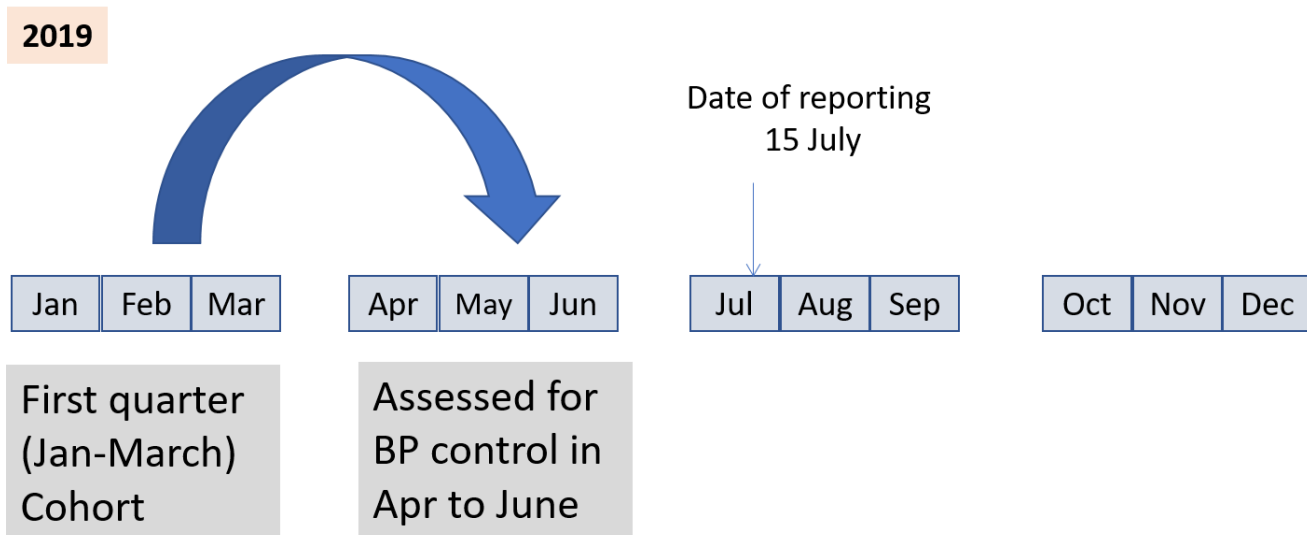 2019
Date of reporting
15 July
Jan Feb Mar Apr May Jun Jul Aug Sep Oct Nov Dec
First quarter
(Jan-March)
Cohort
Assessed for
BP control in
Apr to June